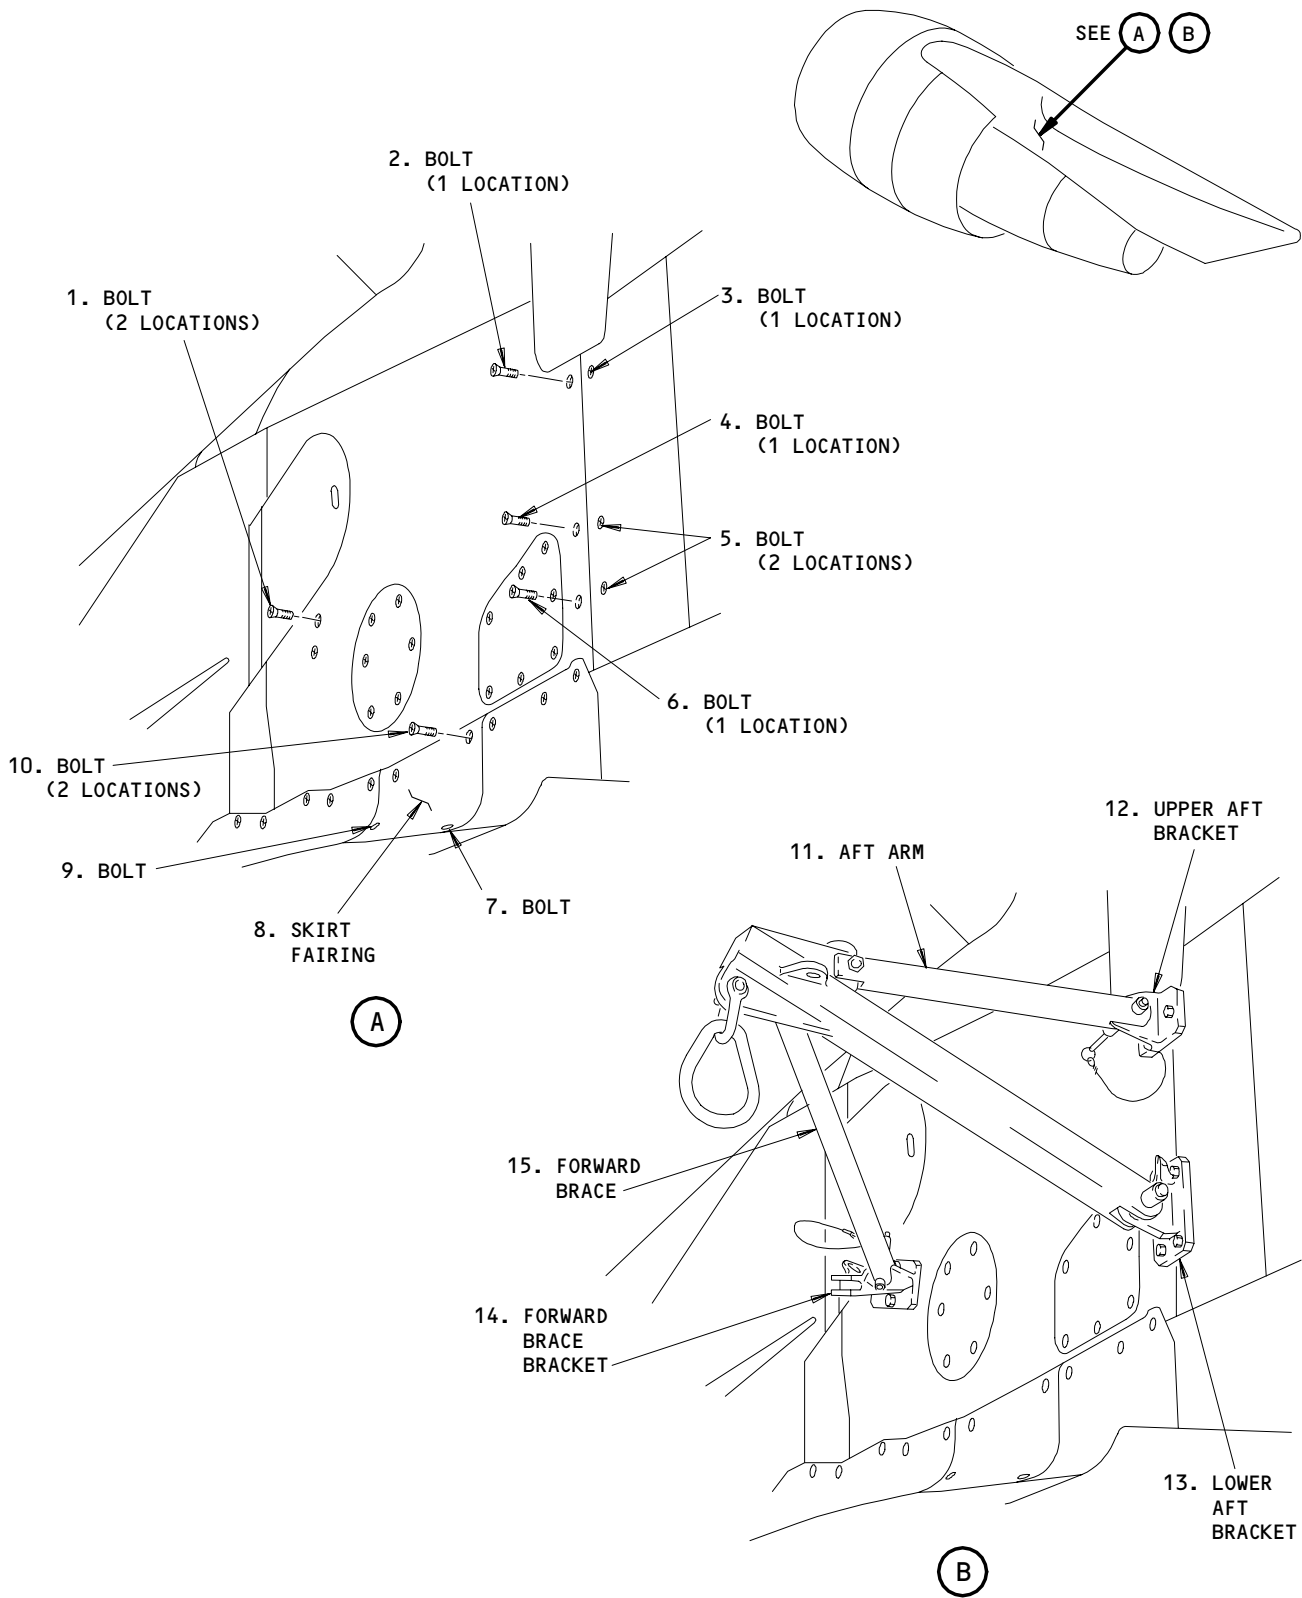 SEE A B
2. BOLT
(1 LOCATION)
1. BOLT
(2 LOCATIONS)
3. BOLT
(1 LOCATION)
4. BOLT
(1 LOCATION)
5. BOLT
(2 LOCATIONS)
6. BOLT
(1 LOCATION)
10. BOLT
(2 LOCATIONS)
9. BOLT
7. BOLT
8. SKIRT
FAIRING
A
12. UPPER AFT
BRACKET
11. AFT ARM
15. FORWARD
BRACE
14. FORWARD
BRACE
BRACKET
13. LOWER
AFT
BRACKET
B